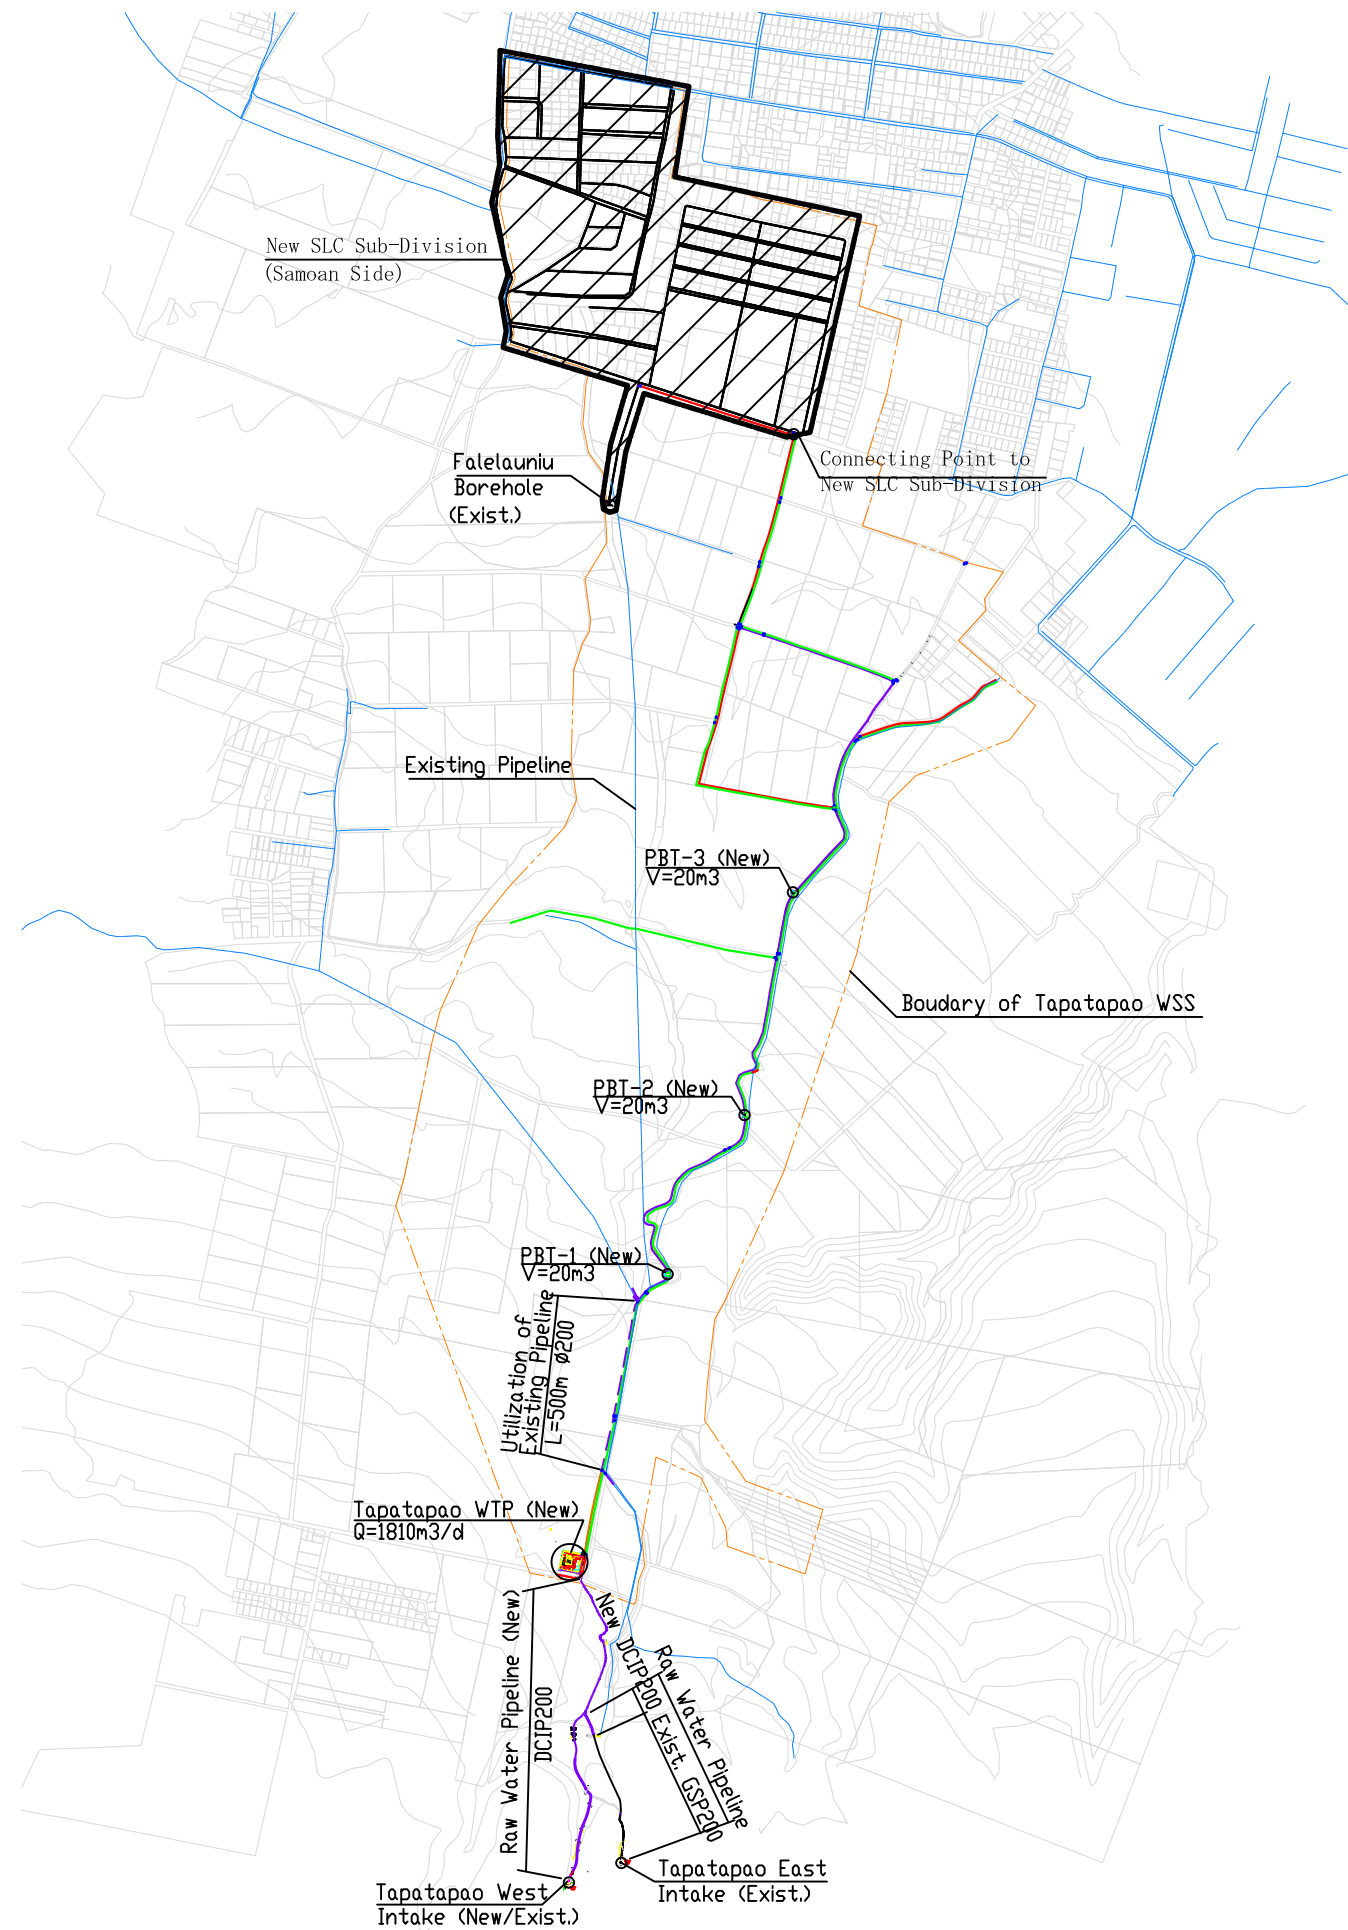 New SLC Sub-Division
(Samoan Side)
Connecting Point to
New SLC Sub-Division
Falelauniu
Borehole
(Exist.)
Existing Pipeline
PBT-3 (New)
V=20m3
Boudary of Tapatapao WSS
PBT-2 (New)
V=20m3
PBT-1 (New)
V=20m3
Utilization of
Existing Pipeline
L=500m ø200
Tapatapao WTP (New)
Q=1810m3/d
Raw Water Pipeline (New)
DCIP200
New DCIP200 Exist. GSP200
Raw Water Pipeline
Tapatapao East
Intake (Exist.)
Tapatapao West
Intake (New/Exist.)